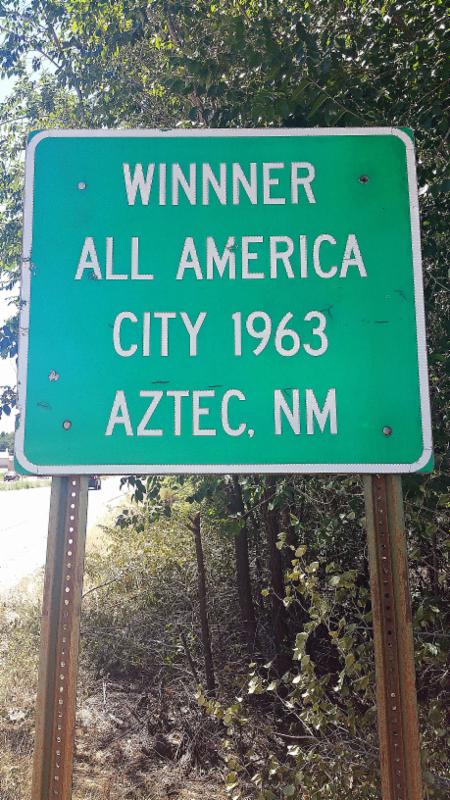 WINNNER
ALL AMERICA
CITY 1963
AZTEC, NM